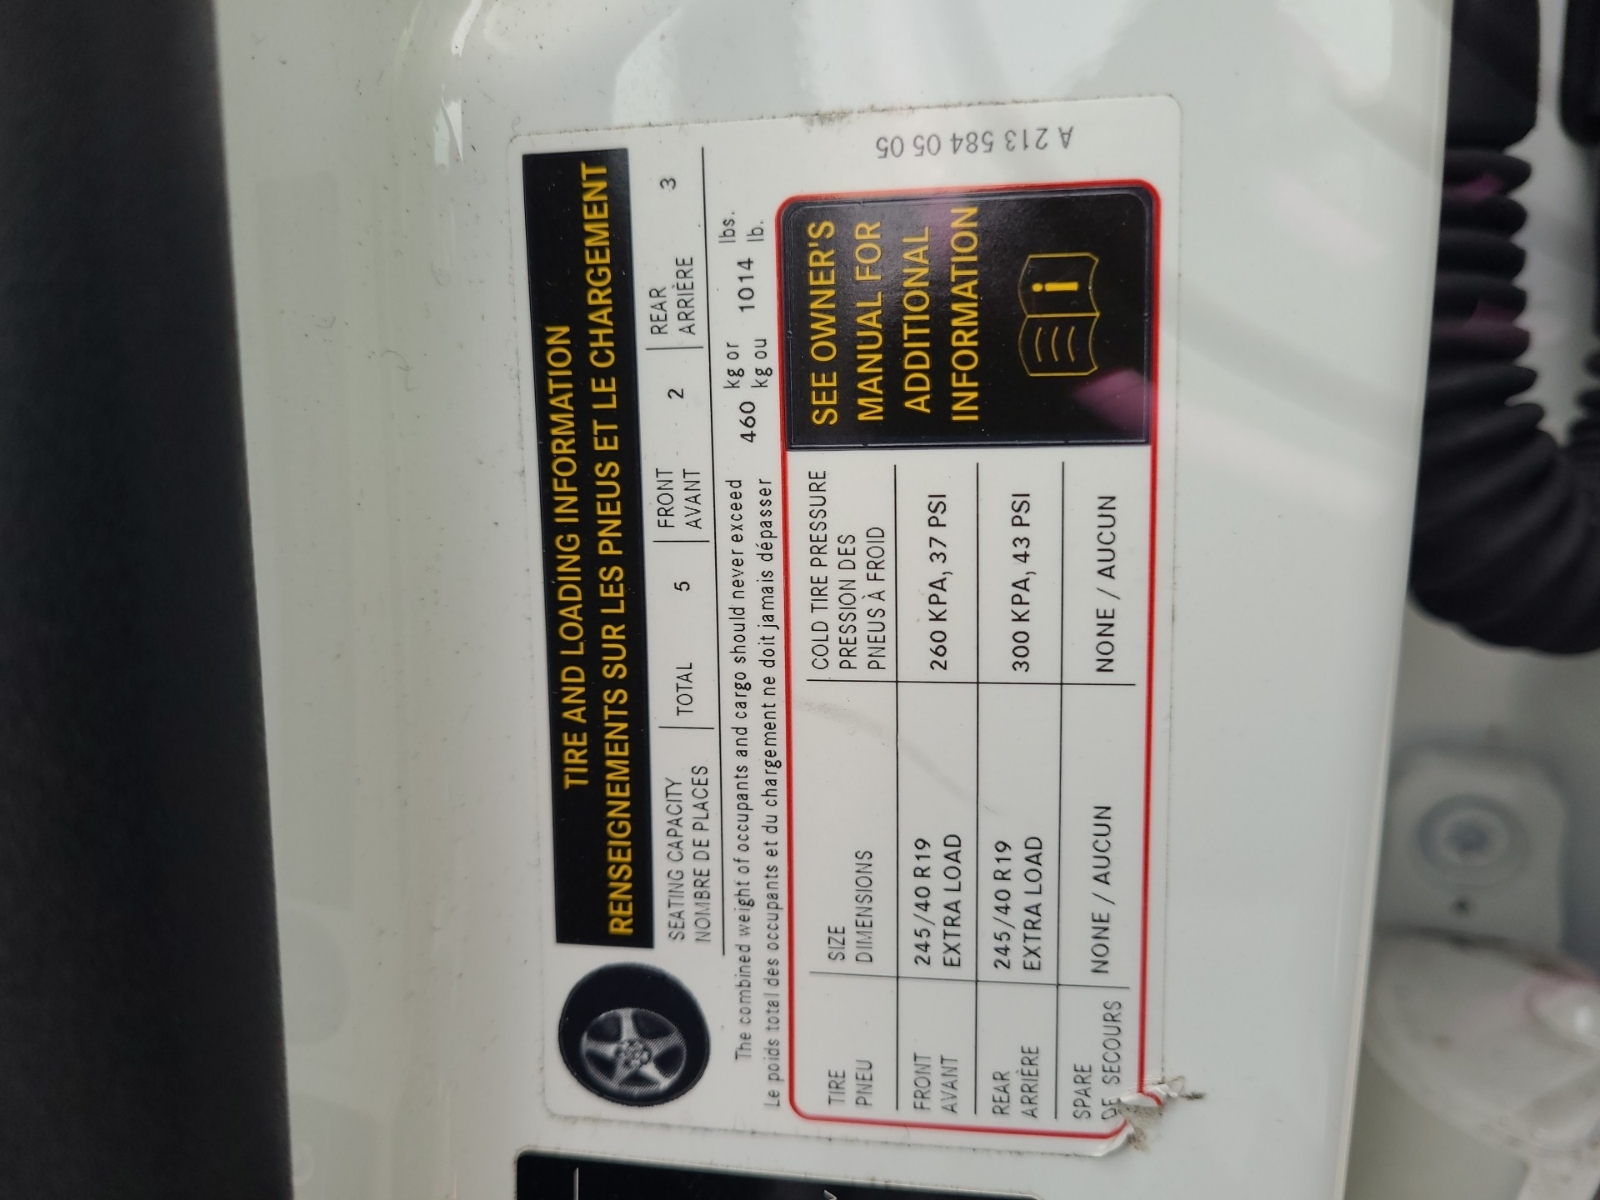 TIRE AND LOADING INFORMATION
RENSEIGNEMENTS SUR LES PNEUS ET LE CHARGEMENT
SEATING CAPACITY | TOTAL 5 | FRONT 2 | REAR 3
NOMBRE DE PLACES | AVANT | ARRIÈRE
The combined weight of occupants and cargo should never exceed 460 kg or 1014 lbs.
Le poids total des occupants et du chargement ne doit jamais dépasser kg ou lb.
TIRE SIZE COLD TIRE PRESSURE
PNEU DIMENSIONS PRESSION DES
PNEUS À FROID
FRONT 245/40 R19 260 KPA, 37 PSI
AVANT EXTRA LOAD
REAR 245/40 R19 300 KPA, 43 PSI
ARRIÈRE EXTRA LOAD
SPARE NONE / AUCUN NONE / AUCUN
DE SECOURS
SEE OWNER'S
MANUAL FOR
ADDITIONAL
INFORMATION
i
A 213 584 05 05